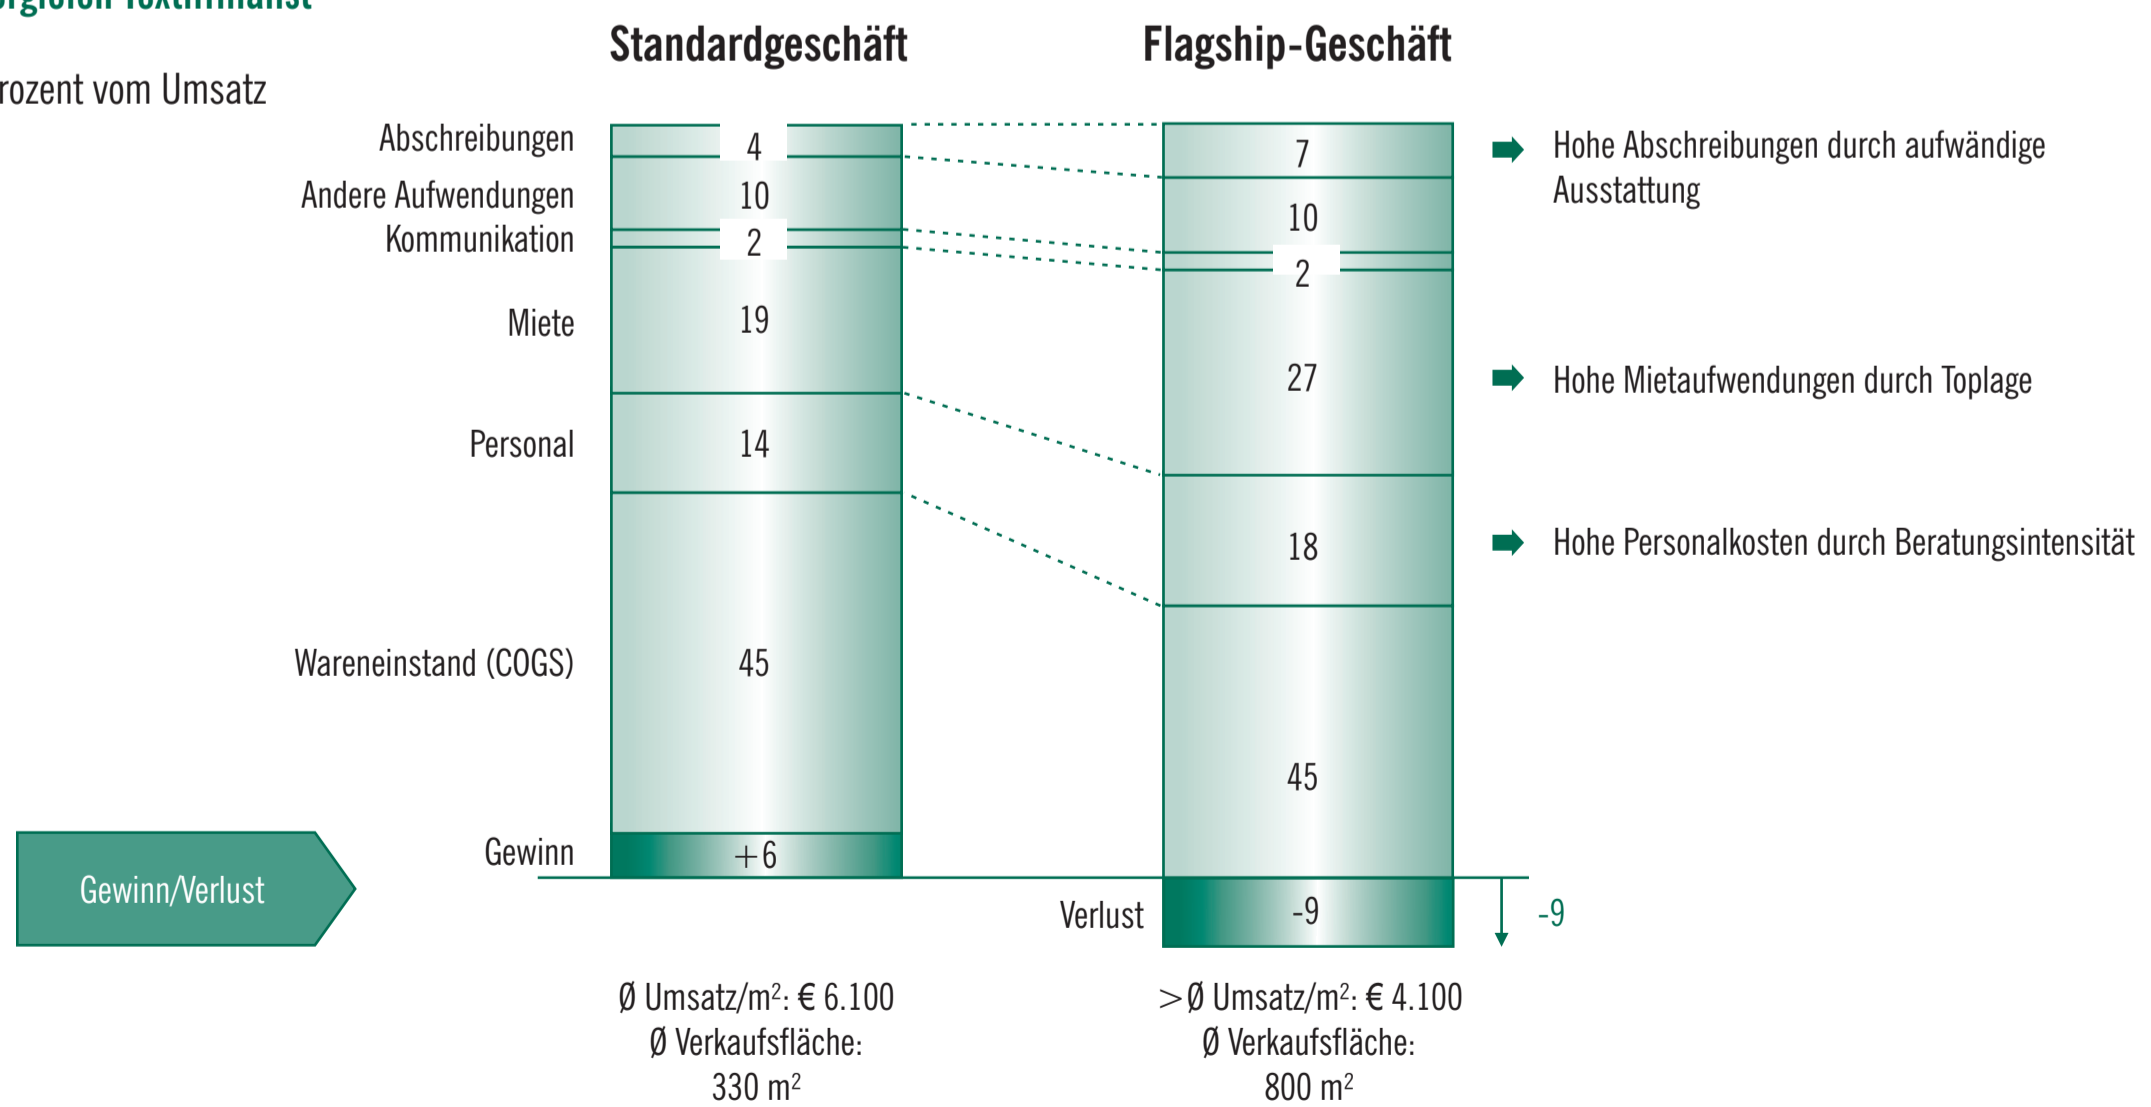 Standardgeschäft
Flagship-Geschäft
vom Umsatz
Abschreibungen
4
7
Hohe Abschreibungen durch aufwändige
Ausstattung
Andere Aufwendungen
10
10
Kommunikation
2
2
Miete
19
27
Hohe Mietaufwendungen durch Toplage
Personal
14
18
Hohe Personalkosten durch Beratungsintensität
Wareneinstand (COGS)
45
45
Gewinn
+6
Gewinn/Verlust
Verlust
-9
-9
Ø Umsatz/m²: € 6.100
Ø Verkaufsfläche:
330 m²
>Ø Umsatz/m²: € 4.100
Ø Verkaufsfläche:
800 m²